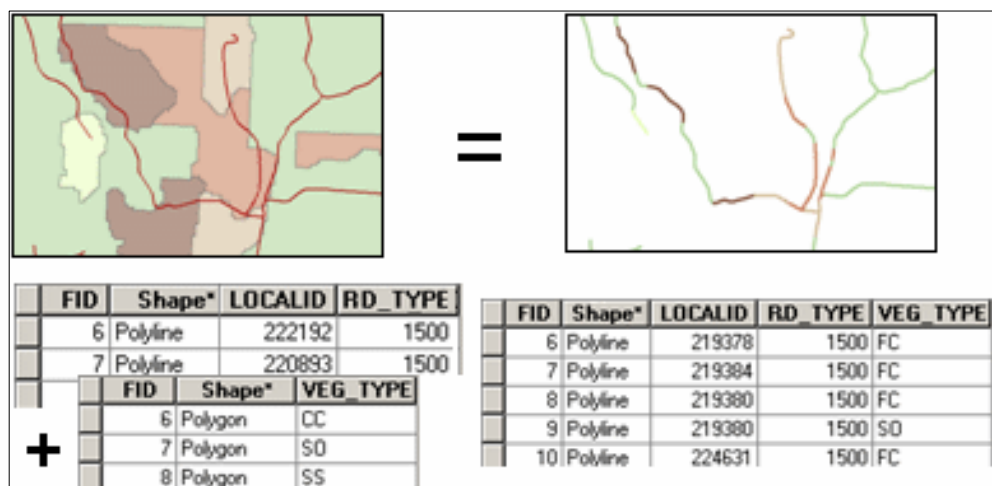 =
FID Shape* LOCALID RD_TYPE
6 Polyline 222192 1500
7 Polyline 220893 1500
+
FID Shape* VEG_TYPE
6 Polygon CC
7 Polygon SO
8 Polygon SS
FID Shape* LOCALID RD_TYPE VEG_TYPE
6 Polyline 219378 1500 FC
7 Polyline 219384 1500 FC
8 Polyline 219380 1500 FC
9 Polyline 219380 1500 SO
10 Polyline 224631 1500 FC